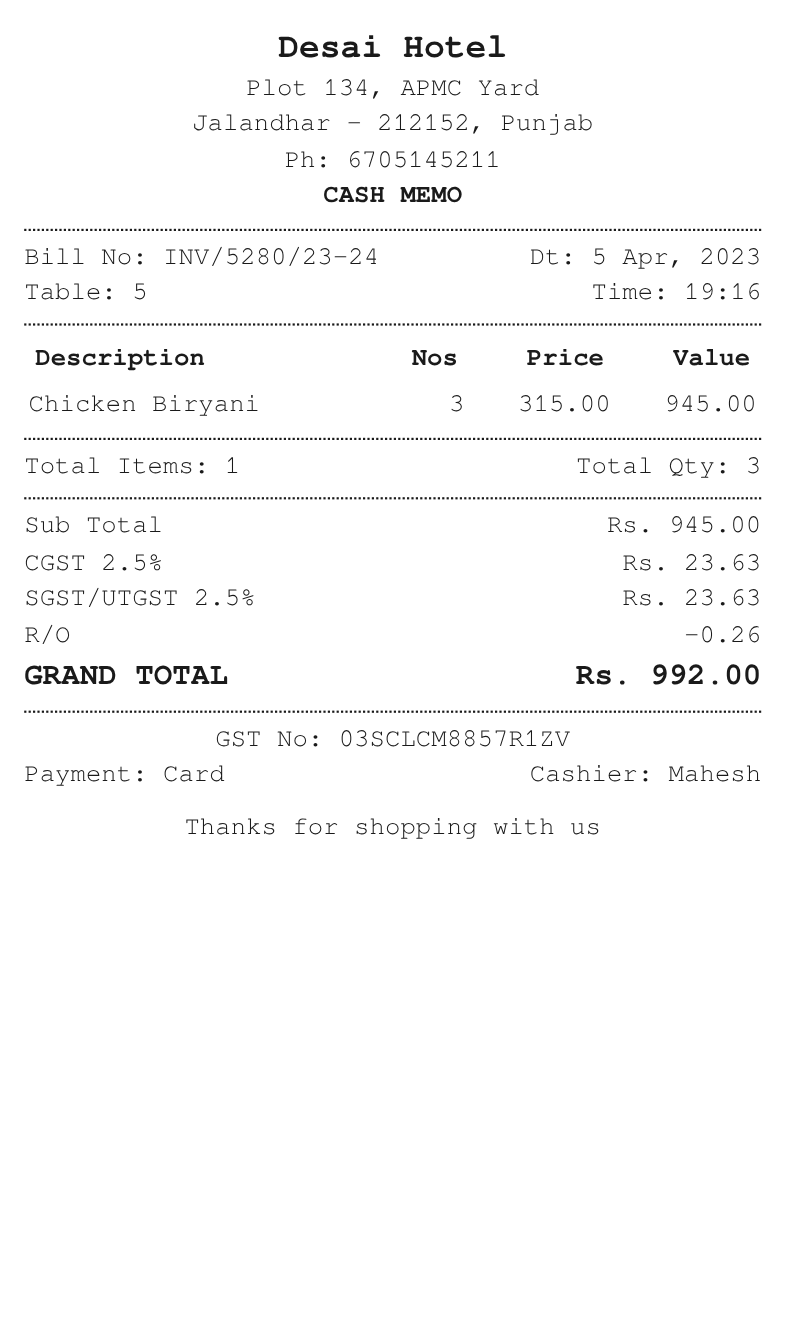 Desai Hotel
Plot 134, APMC Yard
Jalandhar - 212152, Punjab
Ph: 6705145211
CASH MEMO
Bill No: INV/5280/23-24 Dt: 5 Apr, 2023
Table: 5 Time: 19:16
Description Nos Price Value
Chicken Biryani 3 315.00 945.00
Total Items: 1 Total Qty: 3
Sub Total Rs. 945.00
CGST 2.5% Rs. 23.63
SGST/UTGST 2.5% Rs. 23.63
R/O -0.26
GRAND TOTAL Rs. 992.00
GST No: 03SCLCM8857R1ZV
Payment: Card Cashier: Mahesh
Thanks for shopping with us